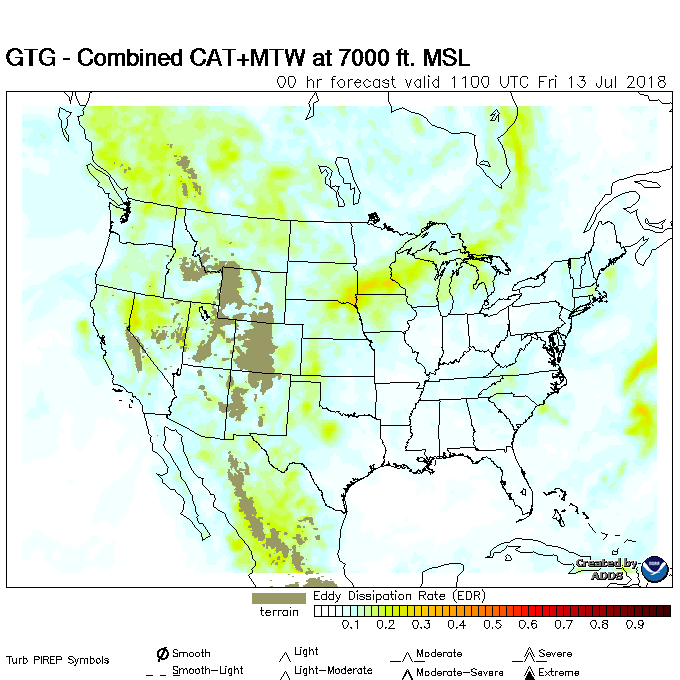 GTG - Combined CAT+MTW at 7000 ft. MSL
00 hr forecast valid 1100 UTC Fri 13 Jul 2018
Created by
ADDS
NOAA
terrain
Eddy Dissipation Rate (EDR)
0.1 0.2 0.3 0.4 0.5 0.6 0.7 0.8 0.9
Turb PIREP Symbols
Smooth
Light
Moderate
Severe
Smooth-Light
Light-Moderate
Moderate-Severe
Extreme